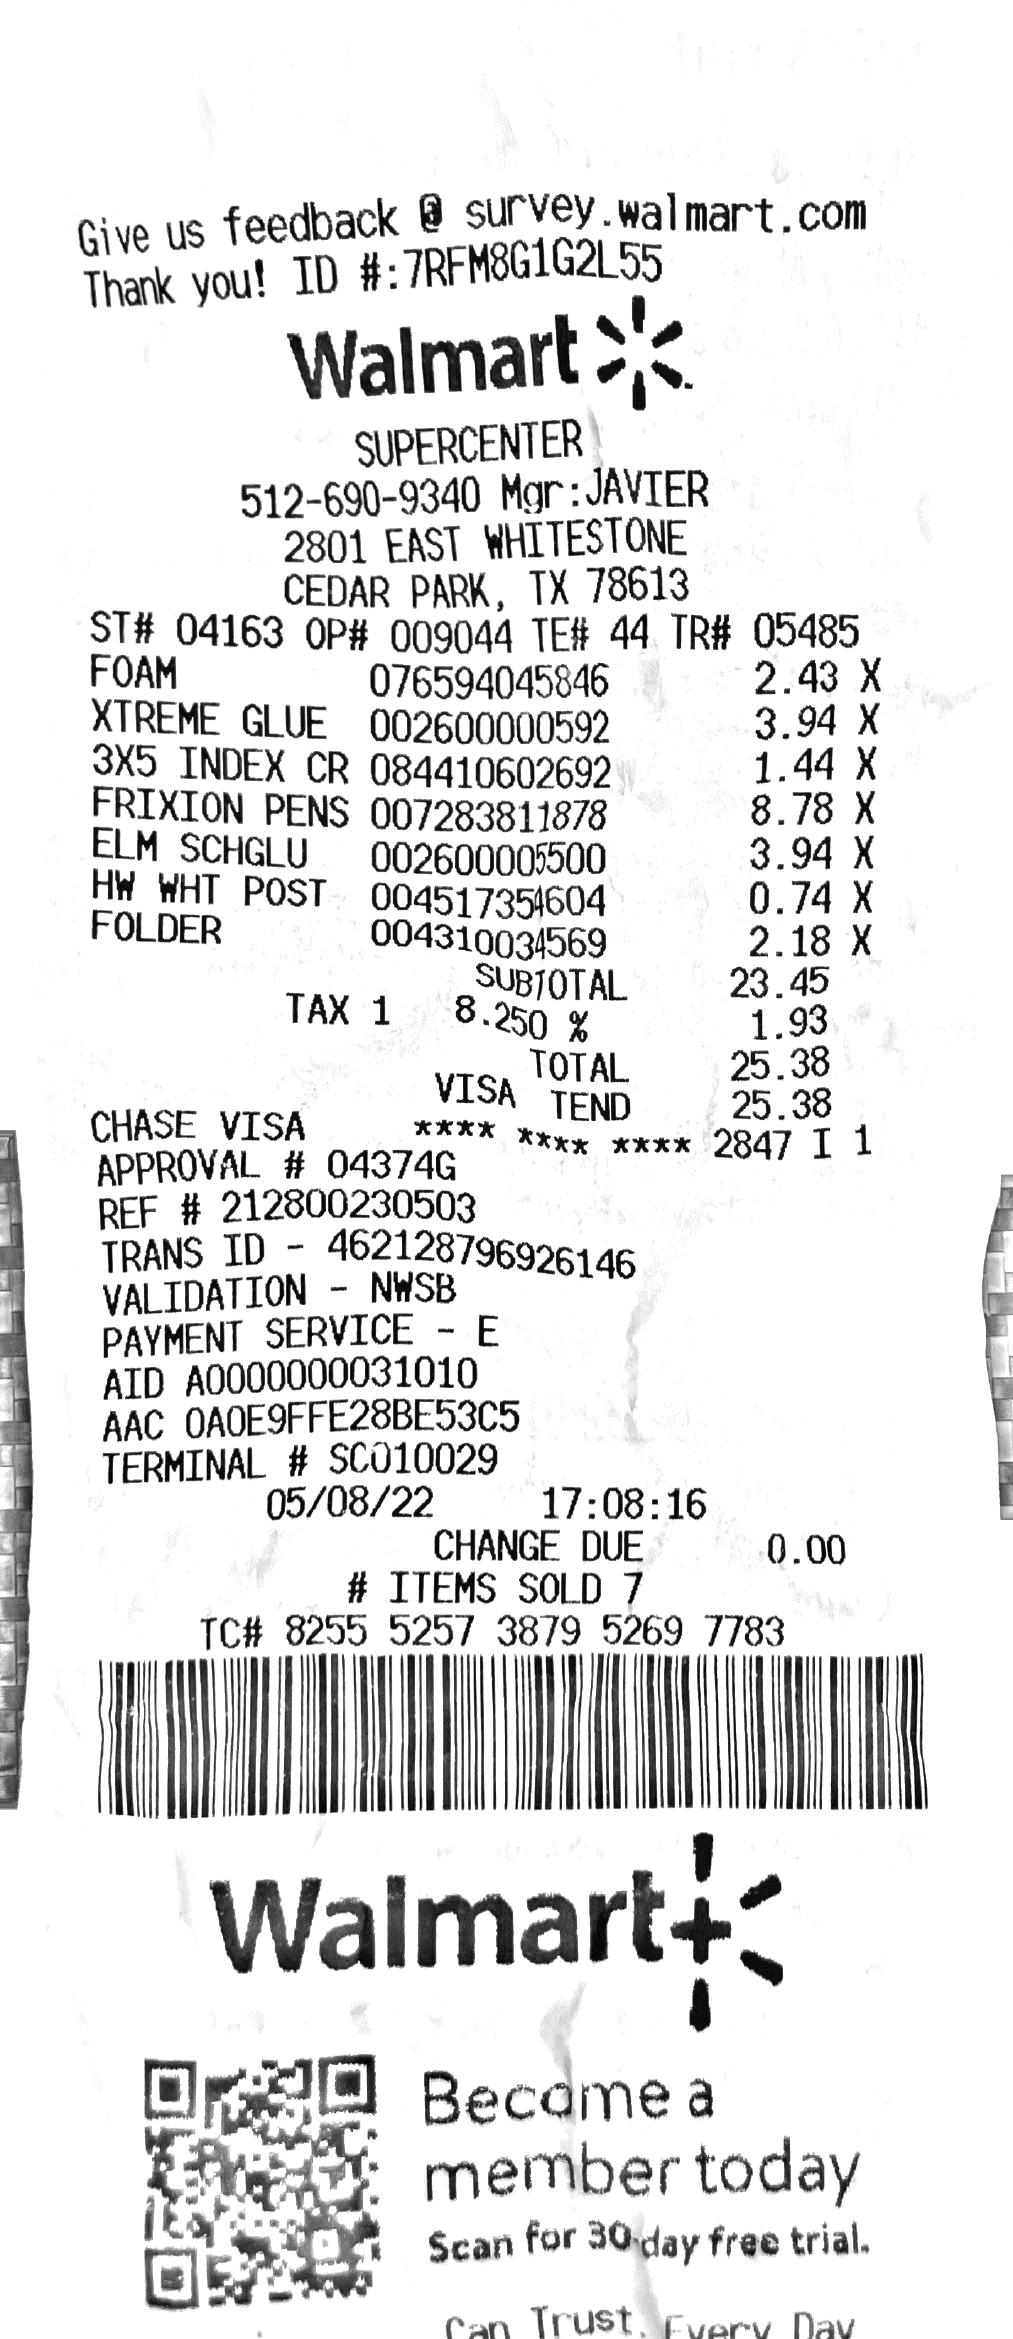 Give us feedback @ survey.walmart.com
Thank you! ID #:7RFM8G1G2L55
Walmart
SUPERCENTER
512-690-9340 Mgr:JAVIER
2801 EAST WHITESTONE
CEDAR PARK, TX 78613
ST# 04163 OP# 009044 TE# 44 TR# 05485
FOAM 076594045846 2.43 X
XTREME GLUE 002600000592 3.94 X
3X5 INDEX CR 084410602692 1.44 X
FRIXION PENS 007283811878 8.78 X
ELM SCHGLU 002600005500 3.94 X
HW WHT POST 004517354604 0.74 X
FOLDER 004310034569 2.18 X
SUBTOTAL 23.45
TAX 1 8.250 % 1.93
TOTAL 25.38
VISA TEND 25.38
CHASE VISA **** **** **** 2847 I 1
APPROVAL # 04374G
REF # 212800230503
TRANS ID - 462128796926146
VALIDATION - NWSB
PAYMENT SERVICE - E
AID A0000000031010
AAC 0A0E9FFE28BE53C5
TERMINAL # SC010029
05/08/22 17:08:16
CHANGE DUE 0.00
# ITEMS SOLD 7
TC# 8255 5257 3879 5269 7783
Walmart+
Become a
member today
Scan for 30-day free trial.
Can Trust. Every Day